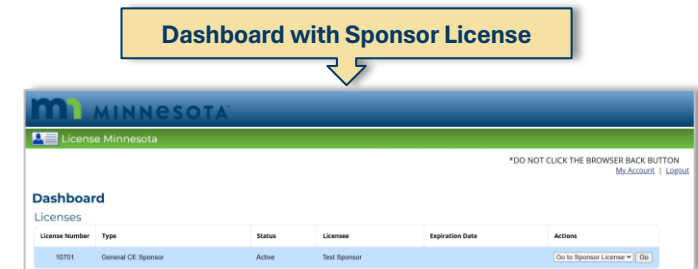 Dashboard with Sponsor License
mn MINNESOTA
License Minnesota
*DO NOT CLICK THE BROWSER BACK BUTTON
My Account | Logout
Dashboard
Licenses
License Number Type Status Licensee Expiration Date Actions
10701 General CE Sponsor Active Test Sponsor Go to Sponsor License Go